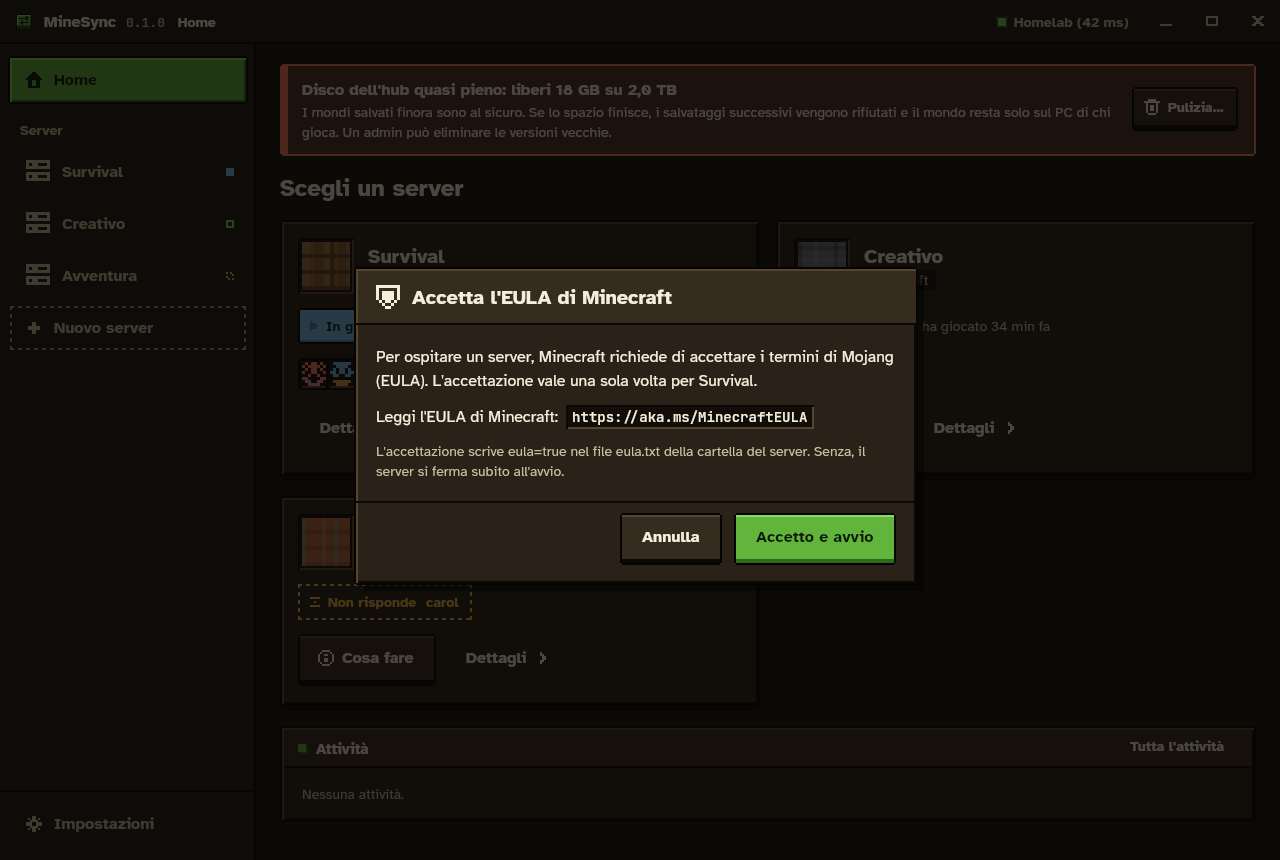 MineSync 0.1.0 Home
Homelab (42 ms)
Home
Server
Survival
Creativo
Avventura
Nuovo server
Impostazioni
Disco dell'hub quasi pieno: liberi 18 GB su 2,0 TB
I mondi salvati finora sono al sicuro. Se lo spazio finisce, i salvataggi successivi vengono rifiutati e il mondo resta solo sul PC di chi
gioca. Un admin può eliminare le versioni vecchie.
Pulizia...
Scegli un server
Survival
In g
Dett
Creativo
ft
ha giocato 34 min fa
Dettagli
Accetta l'EULA di Minecraft
Per ospitare un server, Minecraft richiede di accettare i termini di Mojang
(EULA). L'accettazione vale una sola volta per Survival.
Leggi l'EULA di Minecraft: https://aka.ms/MinecraftEULA
L'accettazione scrive eula=true nel file eula.txt della cartella del server. Senza, il
server si ferma subito all'avvio.
Annulla
Accetto e avvio
Non risponde carol
Cosa fare
Dettagli
Attività
Tutta l'attività
Nessuna attività.